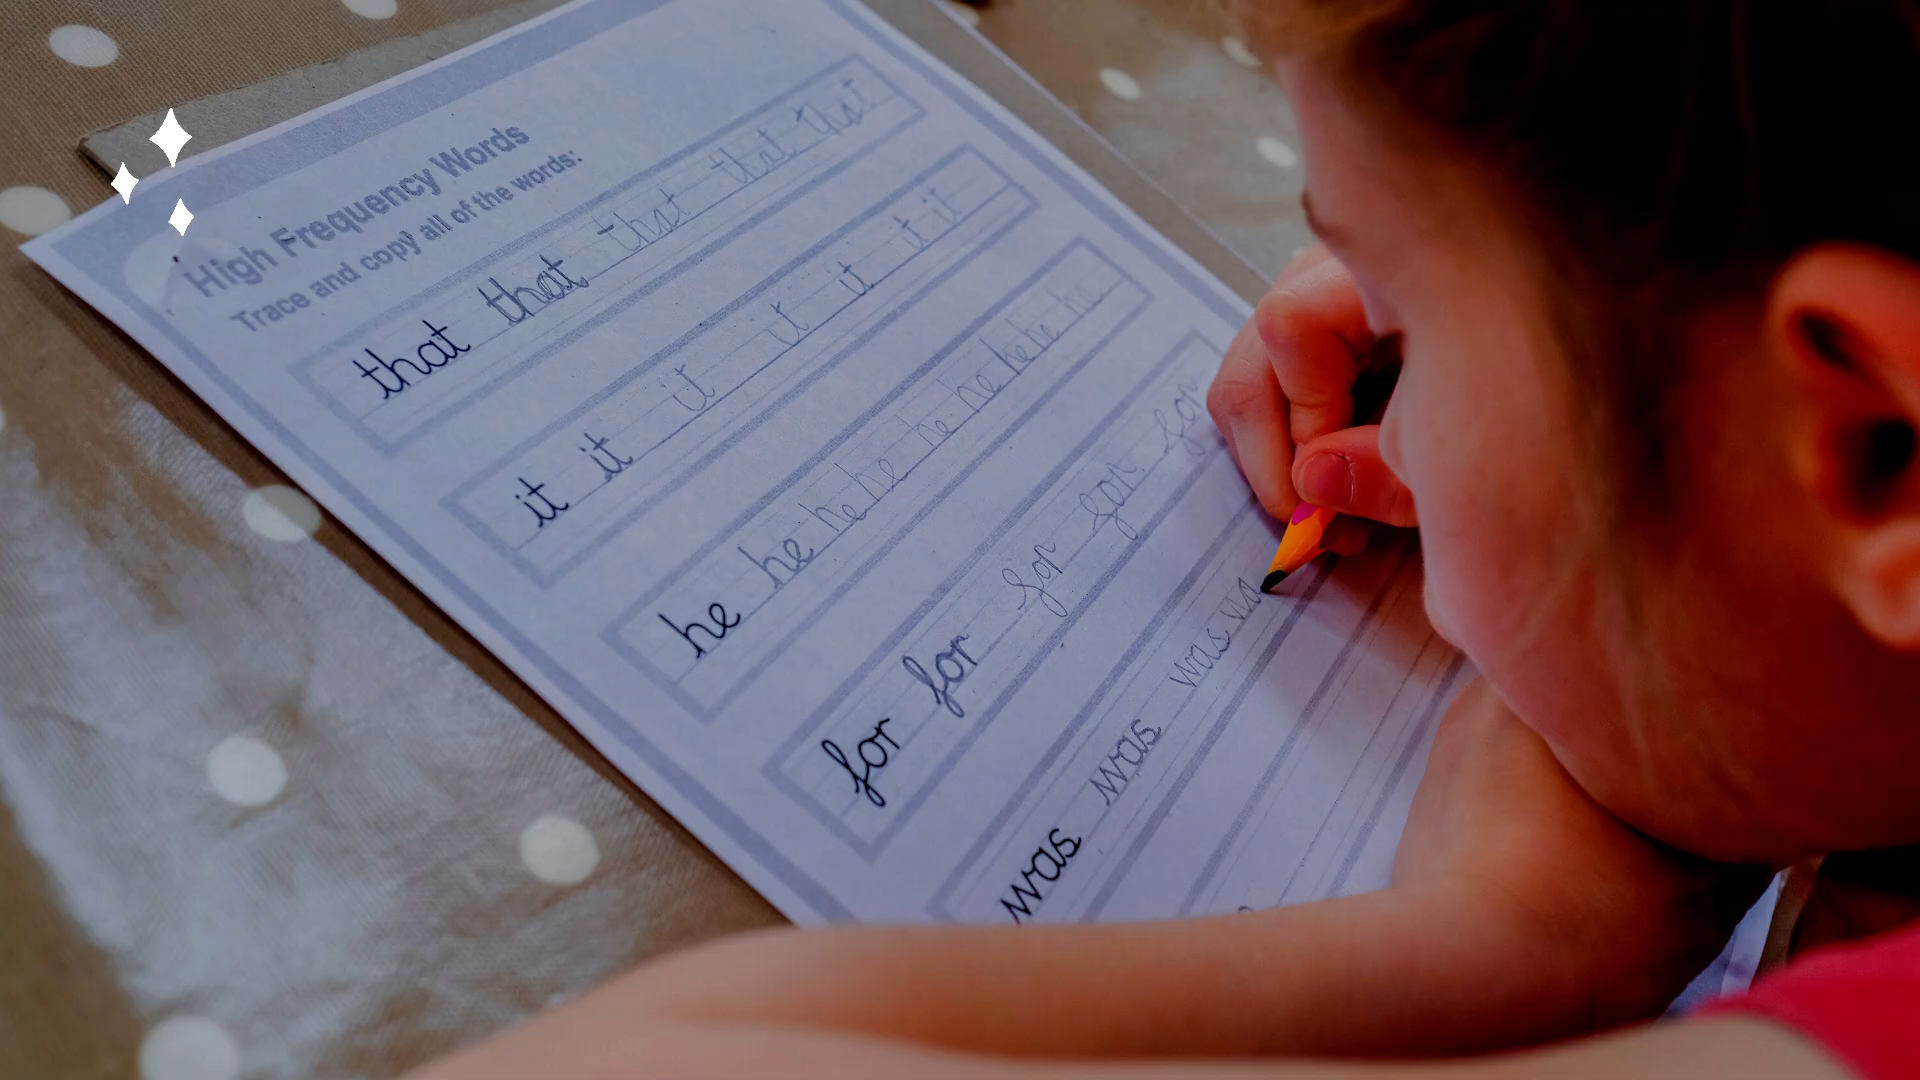 High Frequency Words
Trace and copy all of the words:
that that that that that
it it it it it it
he he he he he he he he he
for for for for for
was was was wa